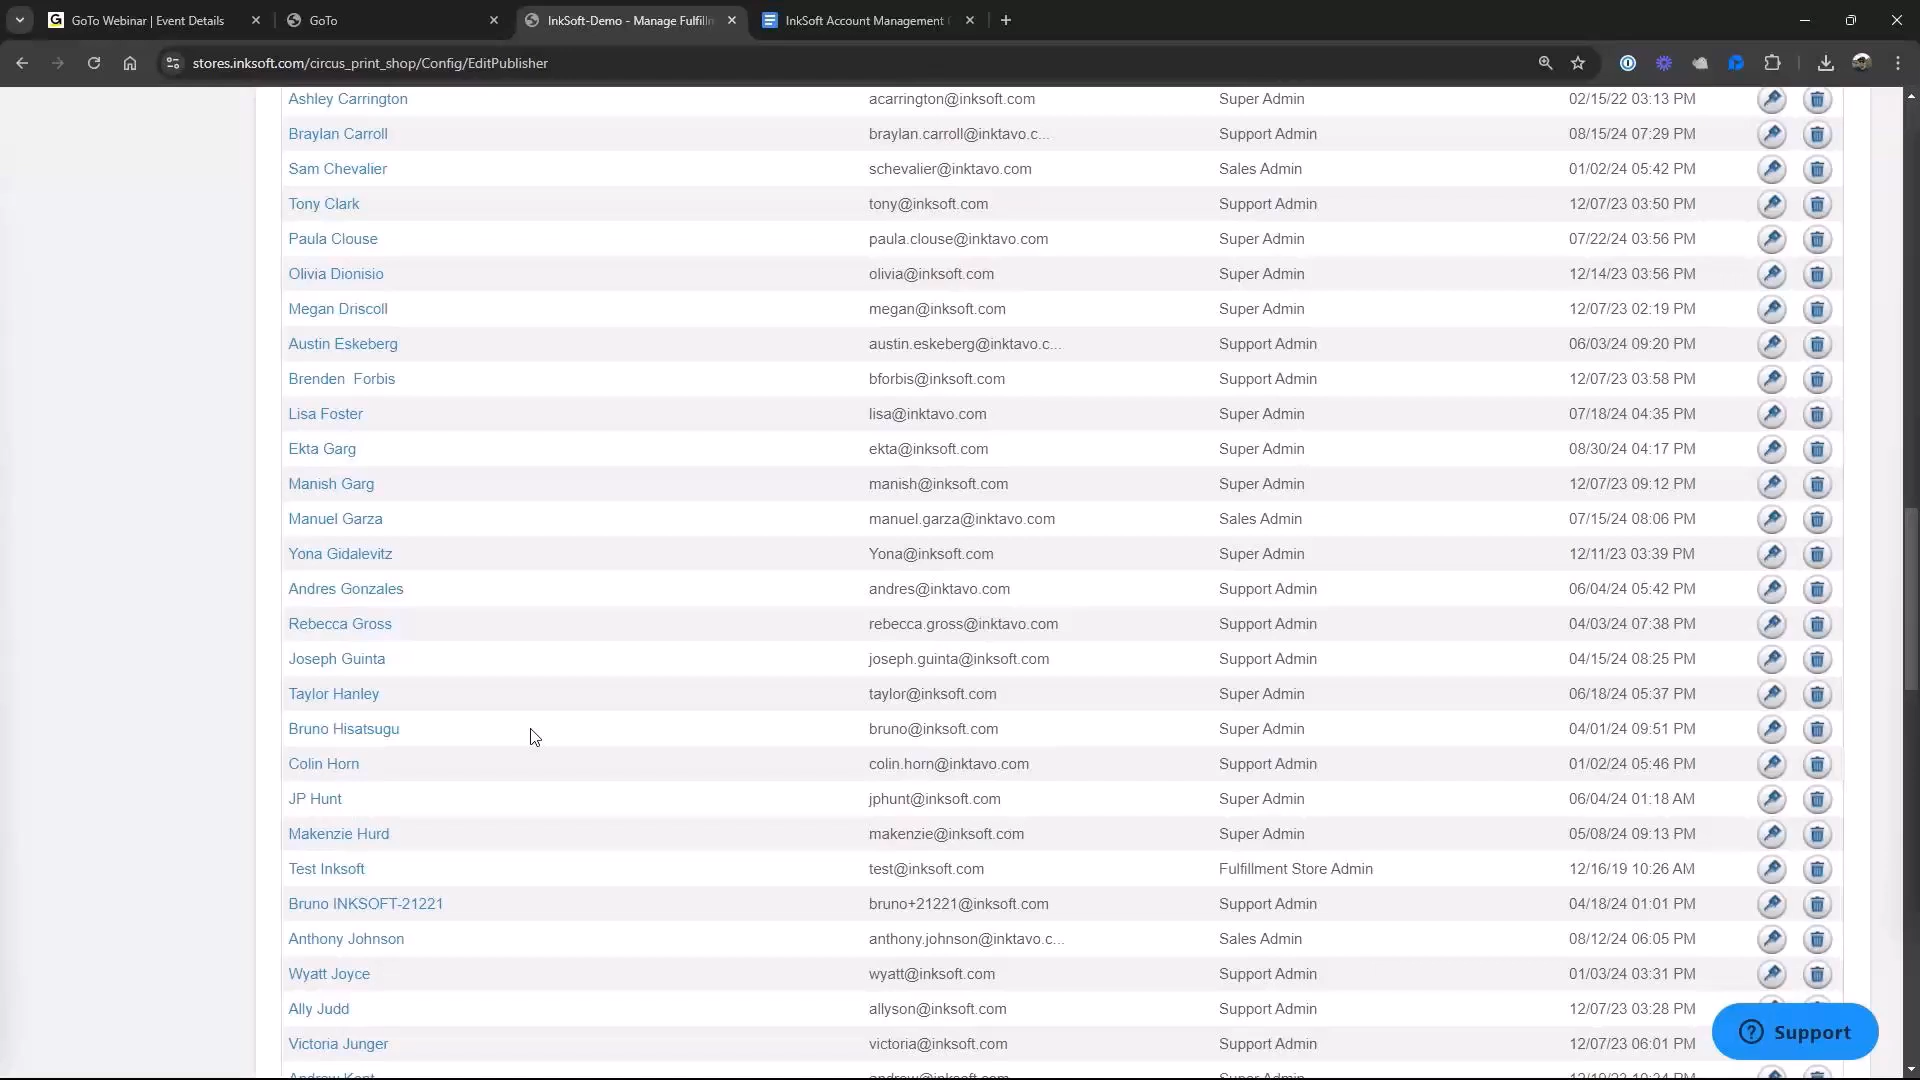 GoTo Webinar | Event Details
GoTo
InkSoft-Demo - Manage Fulfillm
InkSoft Account Management
stores.inksoft.com/circus_print_shop/Config/EditPublisher
Ashley Carrington acarrington@inksoft.com Super Admin 02/15/22 03:13 PM
Braylan Carroll braylan.carroll@inktavo.c... Support Admin 08/15/24 07:29 PM
Sam Chevalier schevalier@inktavo.com Sales Admin 01/02/24 05:42 PM
Tony Clark tony@inksoft.com Support Admin 12/07/23 03:50 PM
Paula Clouse paula.clouse@inktavo.com Super Admin 07/22/24 03:56 PM
Olivia Dionisio olivia@inksoft.com Super Admin 12/14/23 03:56 PM
Megan Driscoll megan@inksoft.com Super Admin 12/07/23 02:19 PM
Austin Eskeberg austin.eskeberg@inktavo.c... Support Admin 06/03/24 09:20 PM
Brenden Forbis bforbis@inksoft.com Support Admin 12/07/23 03:58 PM
Lisa Foster lisa@inktavo.com Super Admin 07/18/24 04:35 PM
Ekta Garg ekta@inksoft.com Super Admin 08/30/24 04:17 PM
Manish Garg manish@inksoft.com Super Admin 12/07/23 09:12 PM
Manuel Garza manuel.garza@inktavo.com Sales Admin 07/15/24 08:06 PM
Yona Gidalevitz Yona@inksoft.com Super Admin 12/11/23 03:39 PM
Andres Gonzales andres@inktavo.com Support Admin 06/04/24 05:42 PM
Rebecca Gross rebecca.gross@inktavo.com Support Admin 04/03/24 07:38 PM
Joseph Guinta joseph.guinta@inksoft.com Support Admin 04/15/24 08:25 PM
Taylor Hanley taylor@inksoft.com Super Admin 06/18/24 05:37 PM
Bruno Hisatsugu bruno@inksoft.com Super Admin 04/01/24 09:51 PM
Colin Horn colin.horn@inktavo.com Support Admin 01/02/24 05:46 PM
JP Hunt jphunt@inksoft.com Super Admin 06/04/24 01:18 AM
Makenzie Hurd makenzie@inksoft.com Super Admin 05/08/24 09:13 PM
Test Inksoft test@inksoft.com Fulfillment Store Admin 12/16/19 10:26 AM
Bruno INKSOFT-21221 bruno+21221@inksoft.com Support Admin 04/18/24 01:01 PM
Anthony Johnson anthony.johnson@inktavo.c... Sales Admin 08/12/24 06:05 PM
Wyatt Joyce wyatt@inksoft.com Support Admin 01/03/24 03:31 PM
Ally Judd allyson@inksoft.com Support Admin 12/07/23 03:28 PM
Victoria Junger victoria@inksoft.com Support Admin 12/07/23 06:01 PM
Support